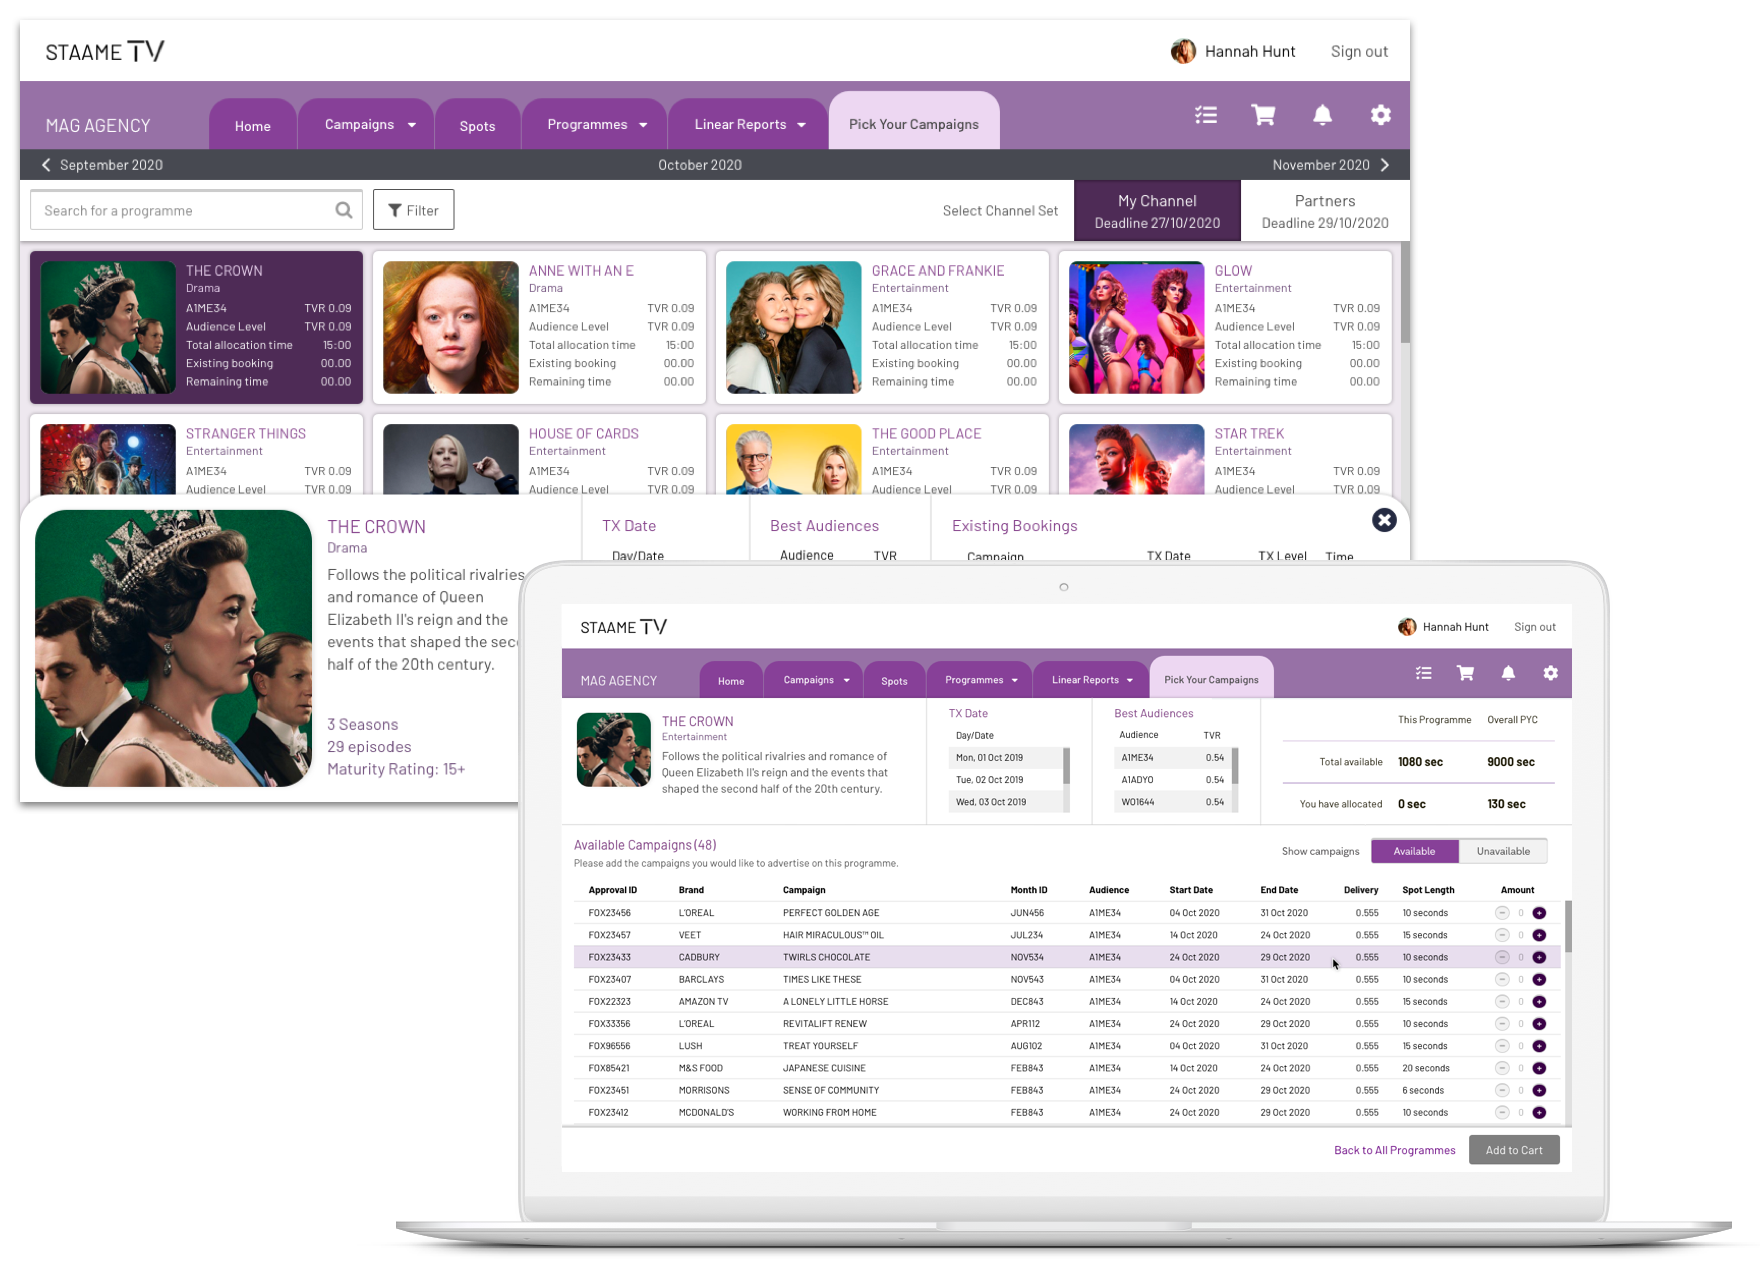 STAAME TV
Hannah Hunt Sign out
MAG AGENCY Home Campaigns Spots Programmes Linear Reports Pick Your Campaigns
September 2020 October 2020 November 2020
Search for a programme Filter Select Channel Set My Channel Deadline 27/10/2020 Partners Deadline 29/10/2020
THE CROWN
Drama
A1ME34 TVR 0.09
Audience Level TVR 0.09
Total allocation time 15:00
Existing booking 00.00
Remaining time 00.00
ANNE WITH AN E
Drama
A1ME34 TVR 0.09
Audience Level TVR 0.09
Total allocation time 15:00
Existing booking 00.00
Remaining time 00.00
GRACE AND FRANKIE
Entertainment
A1ME34 TVR 0.09
Audience Level TVR 0.09
Total allocation time 15:00
Existing booking 00.00
Remaining time 00.00
GLOW
Entertainment
A1ME34 TVR 0.09
Audience Level TVR 0.09
Total allocation time 15:00
Existing booking 00.00
Remaining time 00.00
STRANGER THINGS
Entertainment
A1ME34 TVR 0.09
Audience Level TVR 0.09
HOUSE OF CARDS
Entertainment
A1ME34 TVR 0.09
Audience Level TVR 0.09
THE GOOD PLACE
Entertainment
A1ME34 TVR 0.09
Audience Level TVR 0.09
STAR TREK
Entertainment
A1ME34 TVR 0.09
Audience Level TVR 0.09
THE CROWN
Drama
Follows the political rivalries
and romance of Queen
Elizabeth II's reign and the
events that shaped the sec
half of the 20th century.
3 Seasons
29 episodes
Maturity Rating: 15+
TX Date
Day/Date
Best Audiences
Audience TVR
Existing Bookings
Campaign TX Date TX Level Time
STAAME TV
Hannah Hunt Sign out
MAG AGENCY Home Campaigns Spots Programmes Linear Reports Pick Your Campaigns
THE CROWN
Entertainment
Follows the political rivalries and romance of
Queen Elizabeth II's reign and the events that
shaped the second half of the 20th century.
TX Date
Day/Date
Mon, 01 Oct 2019
Tue, 02 Oct 2019
Wed, 03 Oct 2019
Best Audiences
Audience TVR
A1ME34 0.54
A1ADYO 0.54
WO1644 0.54
This Programme Overall PYC
Total available 1080 sec 9000 sec
You have allocated 0 sec 130 sec
Available Campaigns (48)
Please add the campaigns you would like to advertise on this programme.
Show campaigns Available Unavailable
Approval ID Brand Campaign Month ID Audience Start Date End Date Delivery Spot Length Amount
FOX23456 L'OREAL PERFECT GOLDEN AGE JUN456 A1ME34 04 Oct 2020 31 Oct 2020 0.555 10 seconds 0
FOX23457 VEET HAIR MIRACULOUS™ OIL JUL234 A1ME34 14 Oct 2020 24 Oct 2020 0.555 15 seconds 0
FOX23433 CADBURY TWIRLS CHOCOLATE NOV534 A1ME34 24 Oct 2020 29 Oct 2020 0.555 10 seconds 0
FOX23407 BARCLAYS TIMES LIKE THESE NOV543 A1ME34 04 Oct 2020 31 Oct 2020 0.555 10 seconds 0
FOX22323 AMAZON TV A LONELY LITTLE HORSE DEC843 A1ME34 14 Oct 2020 24 Oct 2020 0.555 15 seconds 0
FOX33356 L'OREAL REVITALIFT RENEW APR112 A1ME34 24 Oct 2020 29 Oct 2020 0.555 10 seconds 0
FOX96556 LUSH TREAT YOURSELF AUG102 A1ME34 04 Oct 2020 31 Oct 2020 0.555 15 seconds 0
FOX85421 M&S FOOD JAPANESE CUISINE FEB843 A1ME34 14 Oct 2020 24 Oct 2020 0.555 20 seconds 0
FOX23451 MORRISONS SENSE OF COMMUNITY FEB843 A1ME34 24 Oct 2020 29 Oct 2020 0.555 6 seconds 0
FOX23412 MCDONALD'S WORKING FROM HOME FEB843 A1ME34 24 Oct 2020 29 Oct 2020 0.555 10 seconds 0
Back to All Programmes Add to Cart